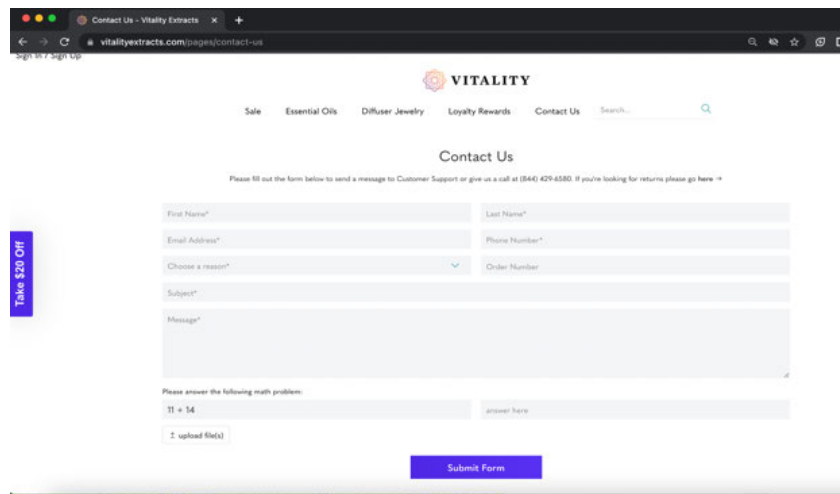 Contact Us - Vitality Extracts
vitalityextracts.com/pages/contact-us
Sign In / Sign Up
VITALITY
Sale Essential Oils Diffuser Jewelry Loyalty Rewards Contact Us Search...
Contact Us
Please fill out the form below to send a message to Customer Support or give us a call at (844) 429-6580. If you're looking for returns please go here →
Take $20 Off
First Name* Last Name*
Email Address* Phone Number*
Choose a reason* Order Number
Subject*
Message*
Please answer the following math problem:
11 + 14 answer here
upload file(s)
Submit Form